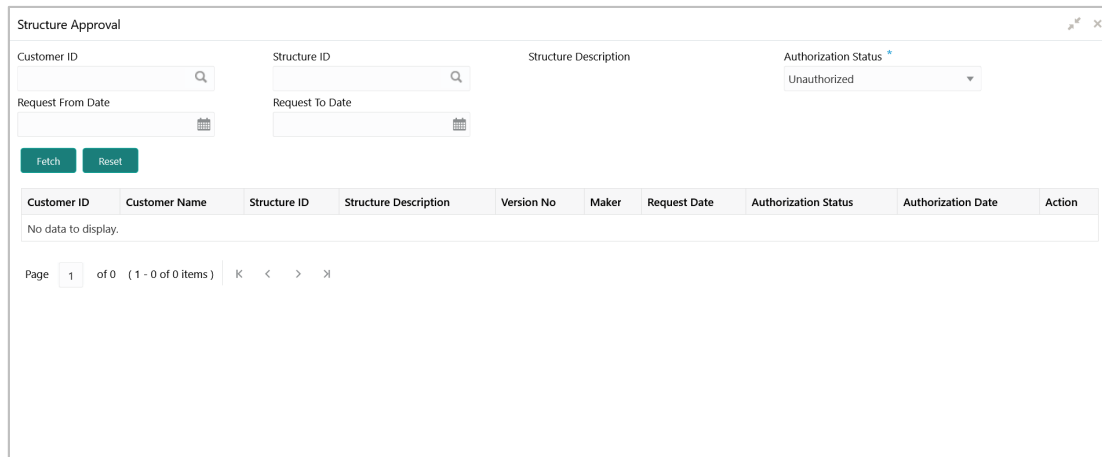 Structure Approval
Customer ID Structure ID Structure Description Authorization Status *
Unauthorized
Request From Date Request To Date
Fetch Reset
Customer ID Customer Name Structure ID Structure Description Version No Maker Request Date Authorization Status Authorization Date Action
No data to display.
Page 1 of 0 ( 1 - 0 of 0 items )